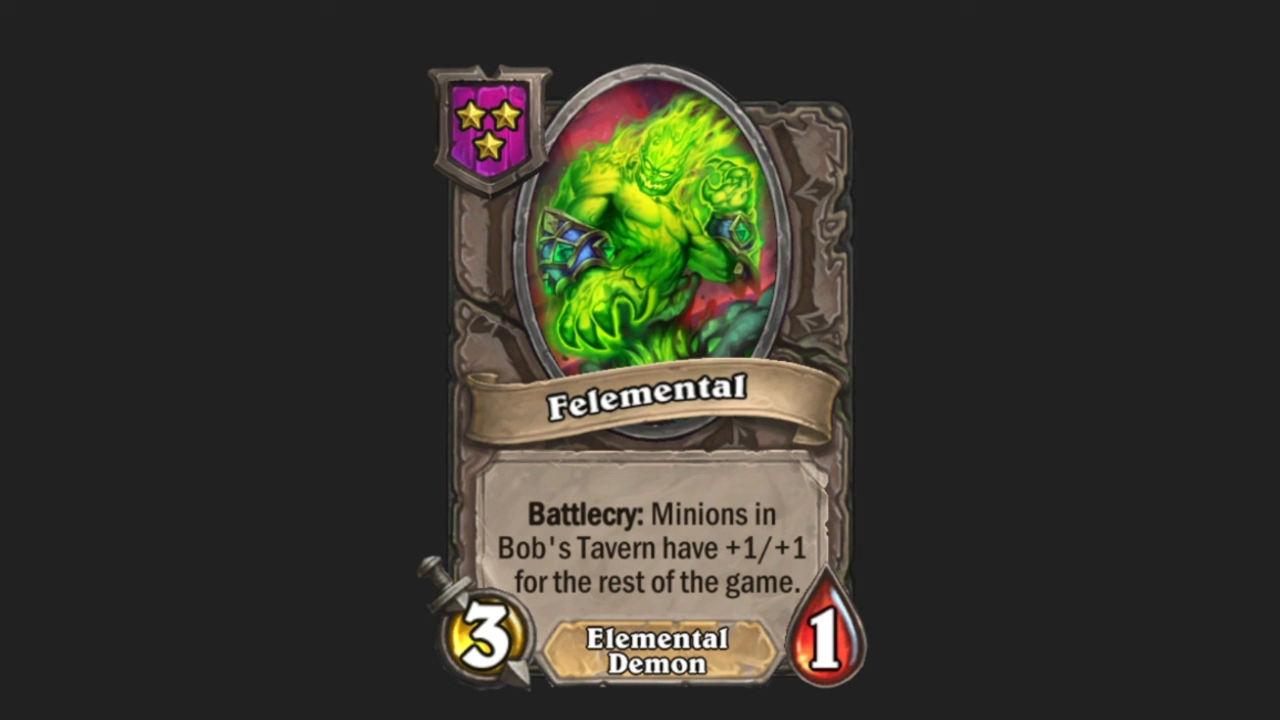 Felemental
Battlecry: Minions in
Bob's Tavern have +1/+1
for the rest of the game.
3
Elemental
Demon
1